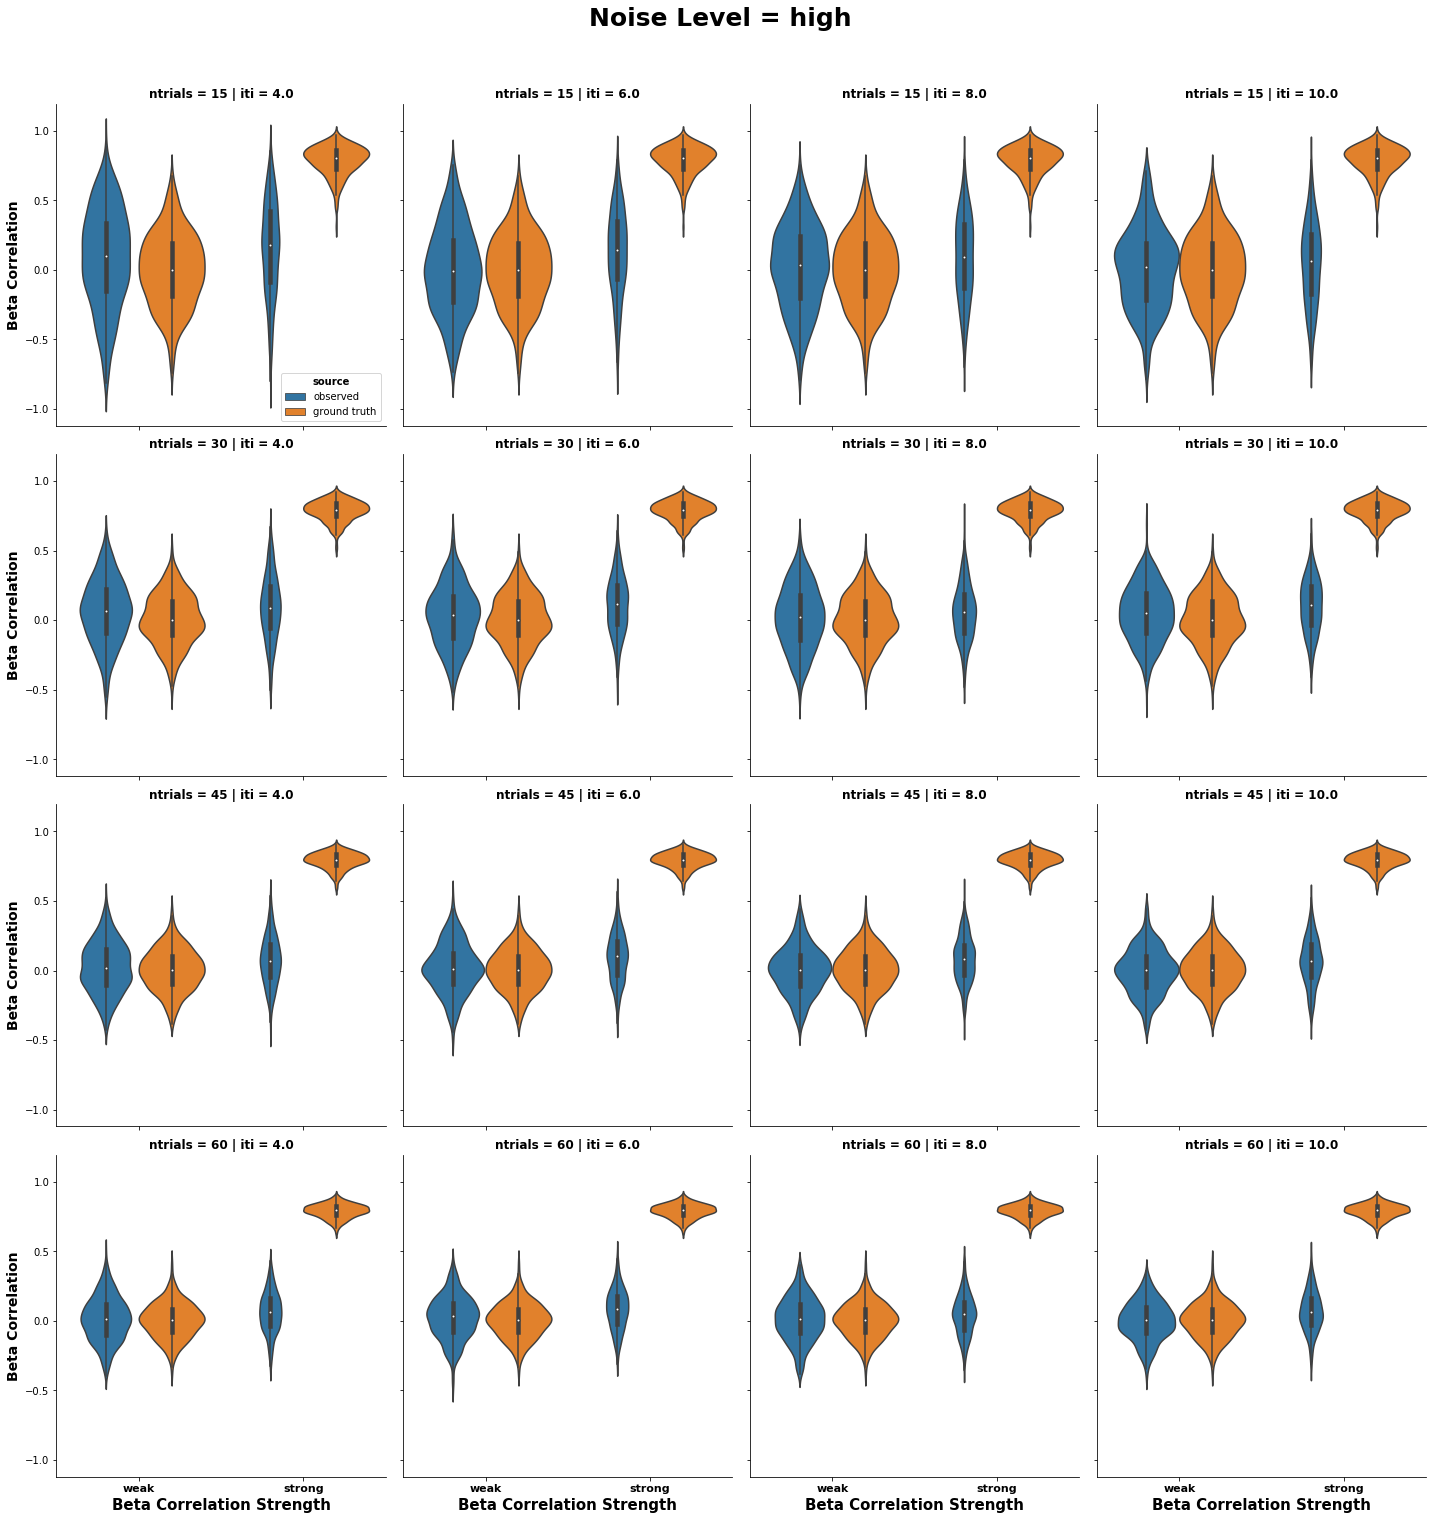 Noise Level = high
ntrials = 15 | iti = 4.0
ntrials = 15 | iti = 6.0
ntrials = 15 | iti = 8.0
ntrials = 15 | iti = 10.0
1.0
0.5
0.0
−0.5
−1.0
Beta Correlation
source
observed
ground truth
ntrials = 30 | iti = 4.0
ntrials = 30 | iti = 6.0
ntrials = 30 | iti = 8.0
ntrials = 30 | iti = 10.0
1.0
0.5
0.0
−0.5
−1.0
Beta Correlation
ntrials = 45 | iti = 4.0
ntrials = 45 | iti = 6.0
ntrials = 45 | iti = 8.0
ntrials = 45 | iti = 10.0
1.0
0.5
0.0
−0.5
−1.0
Beta Correlation
ntrials = 60 | iti = 4.0
ntrials = 60 | iti = 6.0
ntrials = 60 | iti = 8.0
ntrials = 60 | iti = 10.0
1.0
0.5
0.0
−0.5
−1.0
Beta Correlation
weak strong
Beta Correlation Strength
weak strong
Beta Correlation Strength
weak strong
Beta Correlation Strength
weak strong
Beta Correlation Strength